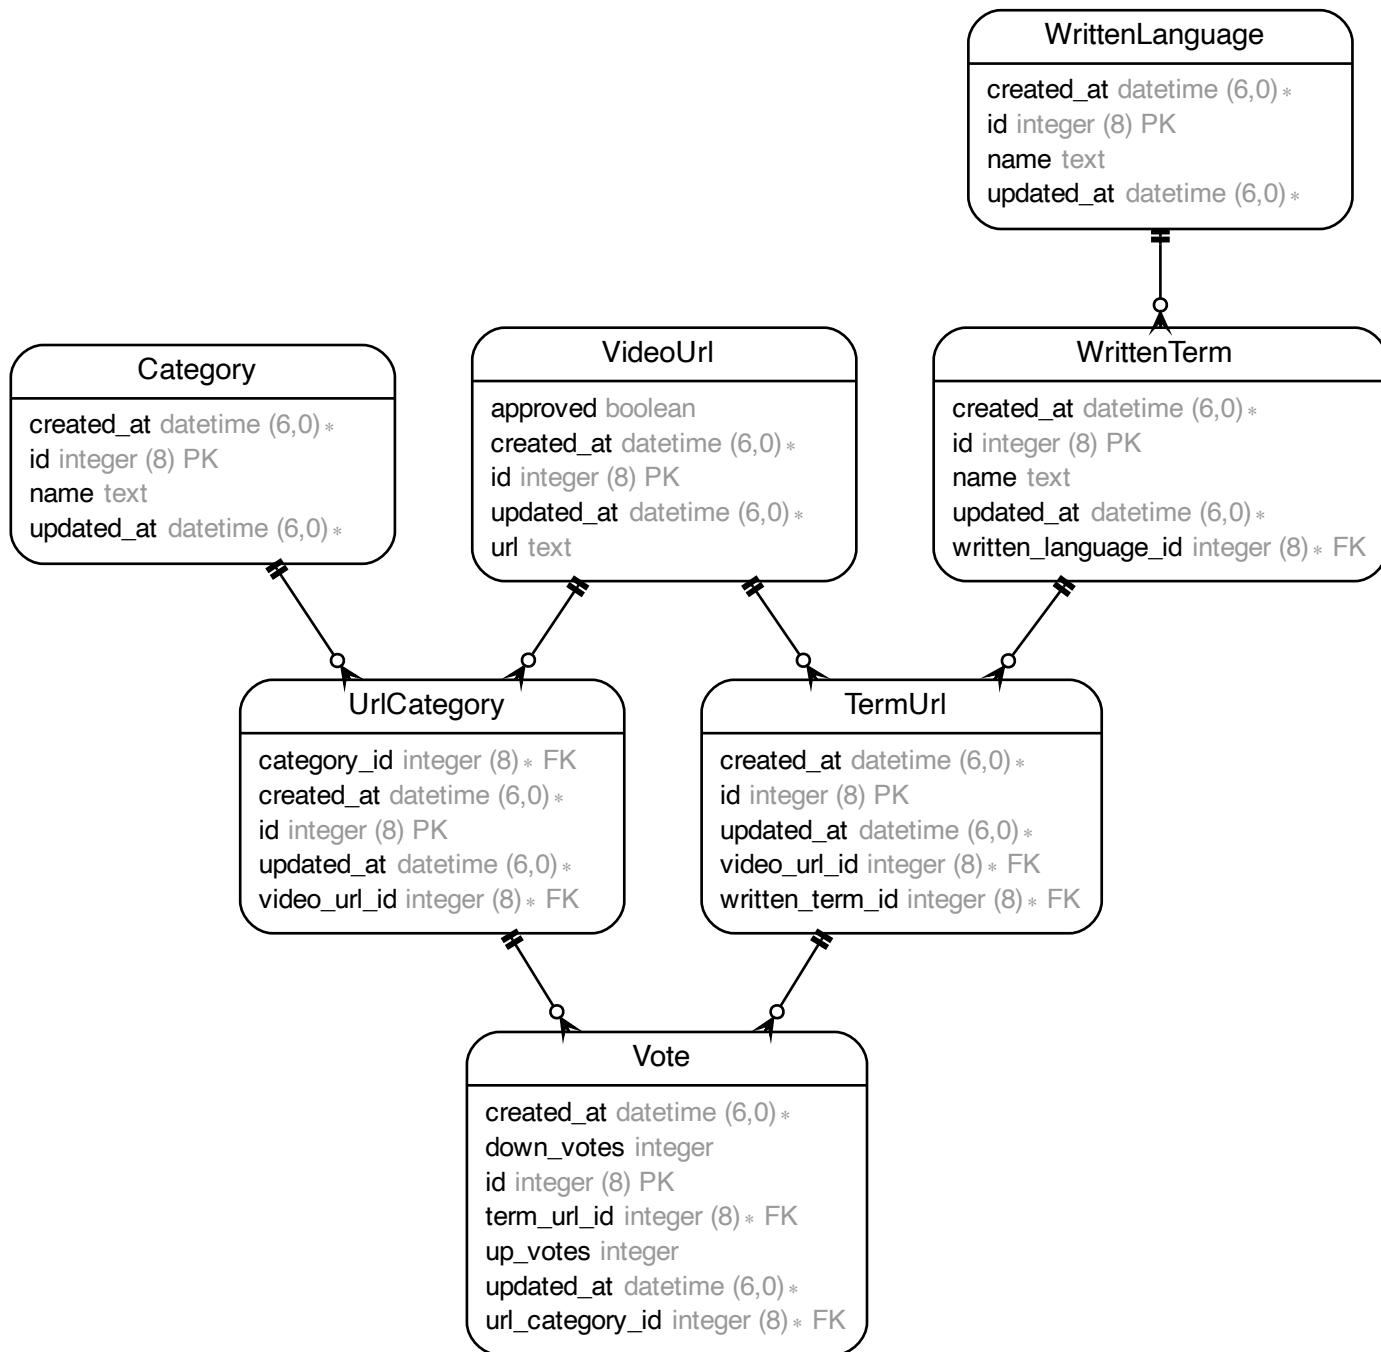 WrittenLanguage
created_at datetime (6,0) *
id integer (8) PK
name text
updated_at datetime (6,0) *
Category
created_at datetime (6,0) *
id integer (8) PK
name text
updated_at datetime (6,0) *
VideoUrl
approved boolean
created_at datetime (6,0) *
id integer (8) PK
updated_at datetime (6,0) *
url text
WrittenTerm
created_at datetime (6,0) *
id integer (8) PK
name text
updated_at datetime (6,0) *
written_language_id integer (8) * FK
UrlCategory
category_id integer (8) * FK
created_at datetime (6,0) *
id integer (8) PK
updated_at datetime (6,0) *
video_url_id integer (8) * FK
TermUrl
created_at datetime (6,0) *
id integer (8) PK
updated_at datetime (6,0) *
video_url_id integer (8) * FK
written_term_id integer (8) * FK
Vote
created_at datetime (6,0) *
down_votes integer
id integer (8) PK
term_url_id integer (8) * FK
up_votes integer
updated_at datetime (6,0) *
url_category_id integer (8) * FK